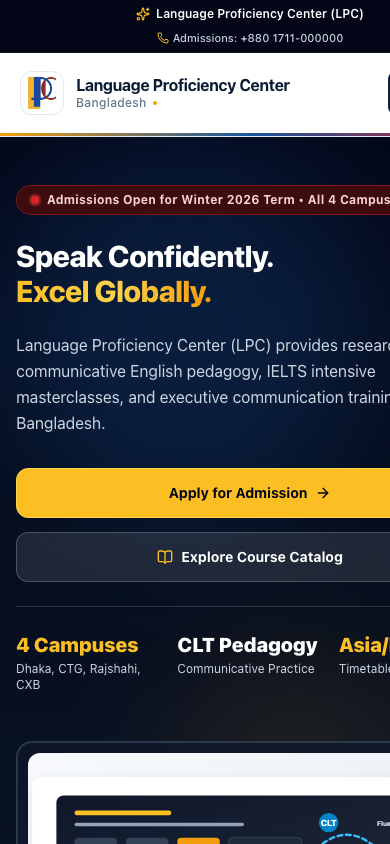 Language Proficiency Center (LPC)
Admissions: +880 1711-000000
Language Proficiency Center
Bangladesh
Admissions Open for Winter 2026 Term • All 4 Campus
Speak Confidently.
Excel Globally.
Language Proficiency Center (LPC) provides resear
communicative English pedagogy, IELTS intensive
masterclasses, and executive communication trainin
Bangladesh.
Apply for Admission →
Explore Course Catalog
4 Campuses
Dhaka, CTG, Rajshahi,
CXB
CLT Pedagogy
Communicative Practice
Asia/
Timetable
CLT
Flue